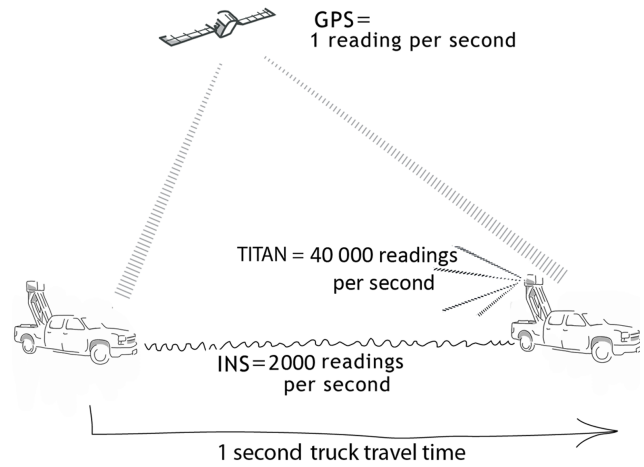 GPS=
1 reading per second
TITAN = 40 000 readings
per second
INS=2000 readings
per second
1 second truck travel time